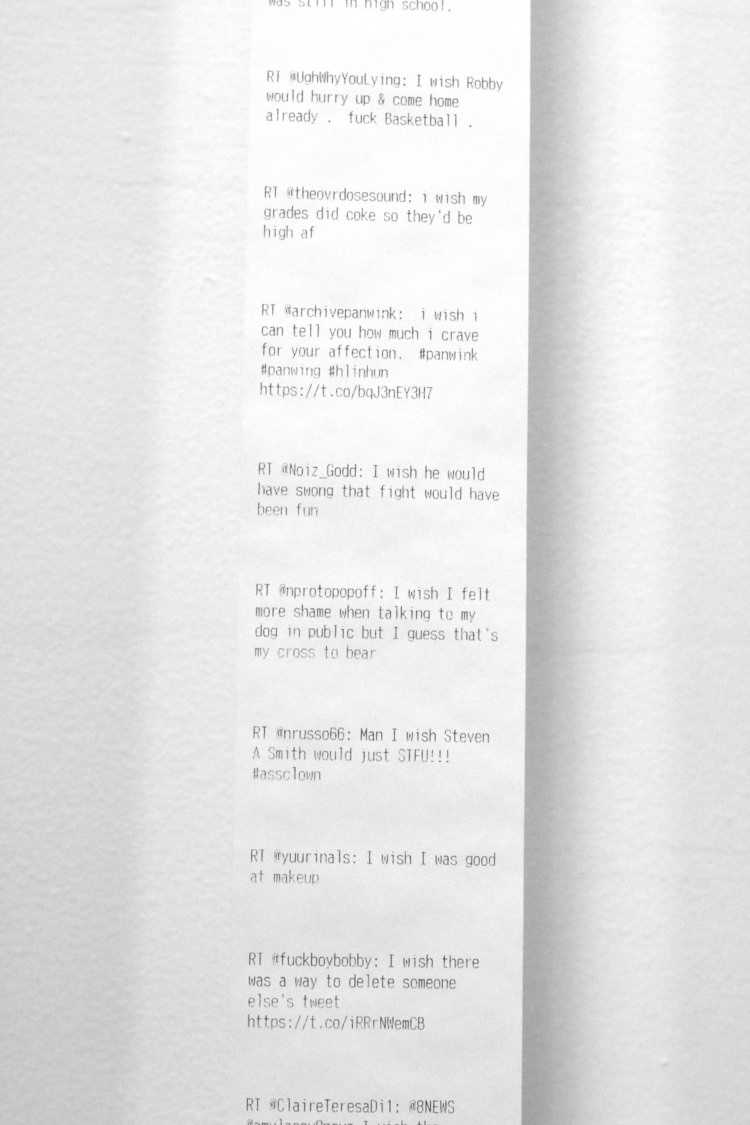 was still in high school.
RT @UghWhyYouLying: I wish Robby
would hurry up & come home
already .  fuck Basketball .
RT @theovrdosesound: i wish my
grades did coke so they'd be
high af
RT @archivepanwink:  i wish i
can tell you how much i crave
for your affection.  #panwink
#panwing #hlinhun
https://t.co/bqJ3nEY3H7
RT @Noiz_Godd: I wish he would
have swong that fight would have
been fun
RT @nprotopopoff: I wish I felt
more shame when talking to my
dog in public but I guess that's
my cross to bear
RT @nrusso66: Man I wish Steven
A Smith would just STFU!!!
#assclown
RT @yuurinals: I wish I was good
at makeup
RT @fuckboybobby: I wish there
was a way to delete someone
else's tweet
https://t.co/iRRrNWemCB
RT @ClaireTeresaDi1: @8NEWS
I wish the